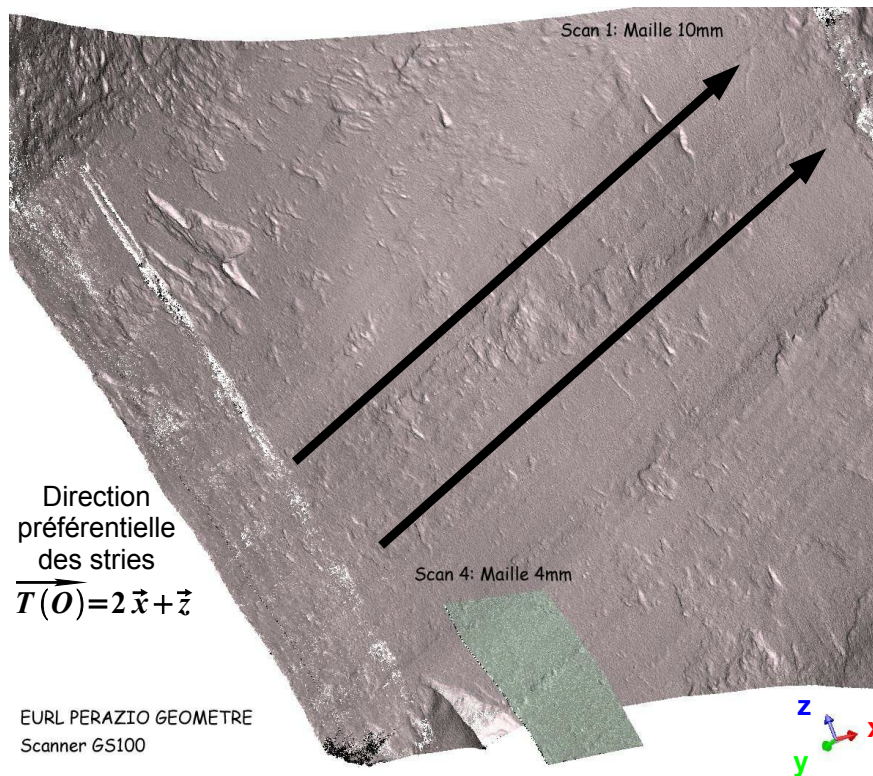 Scan 1: Maille 10mm
Direction
préférentielle
des stries
T(O)=2x⃗+z⃗
Scan 4: Maille 4mm
EURL PERAZIO GEOMETRE
Scanner GS100
z
x
y